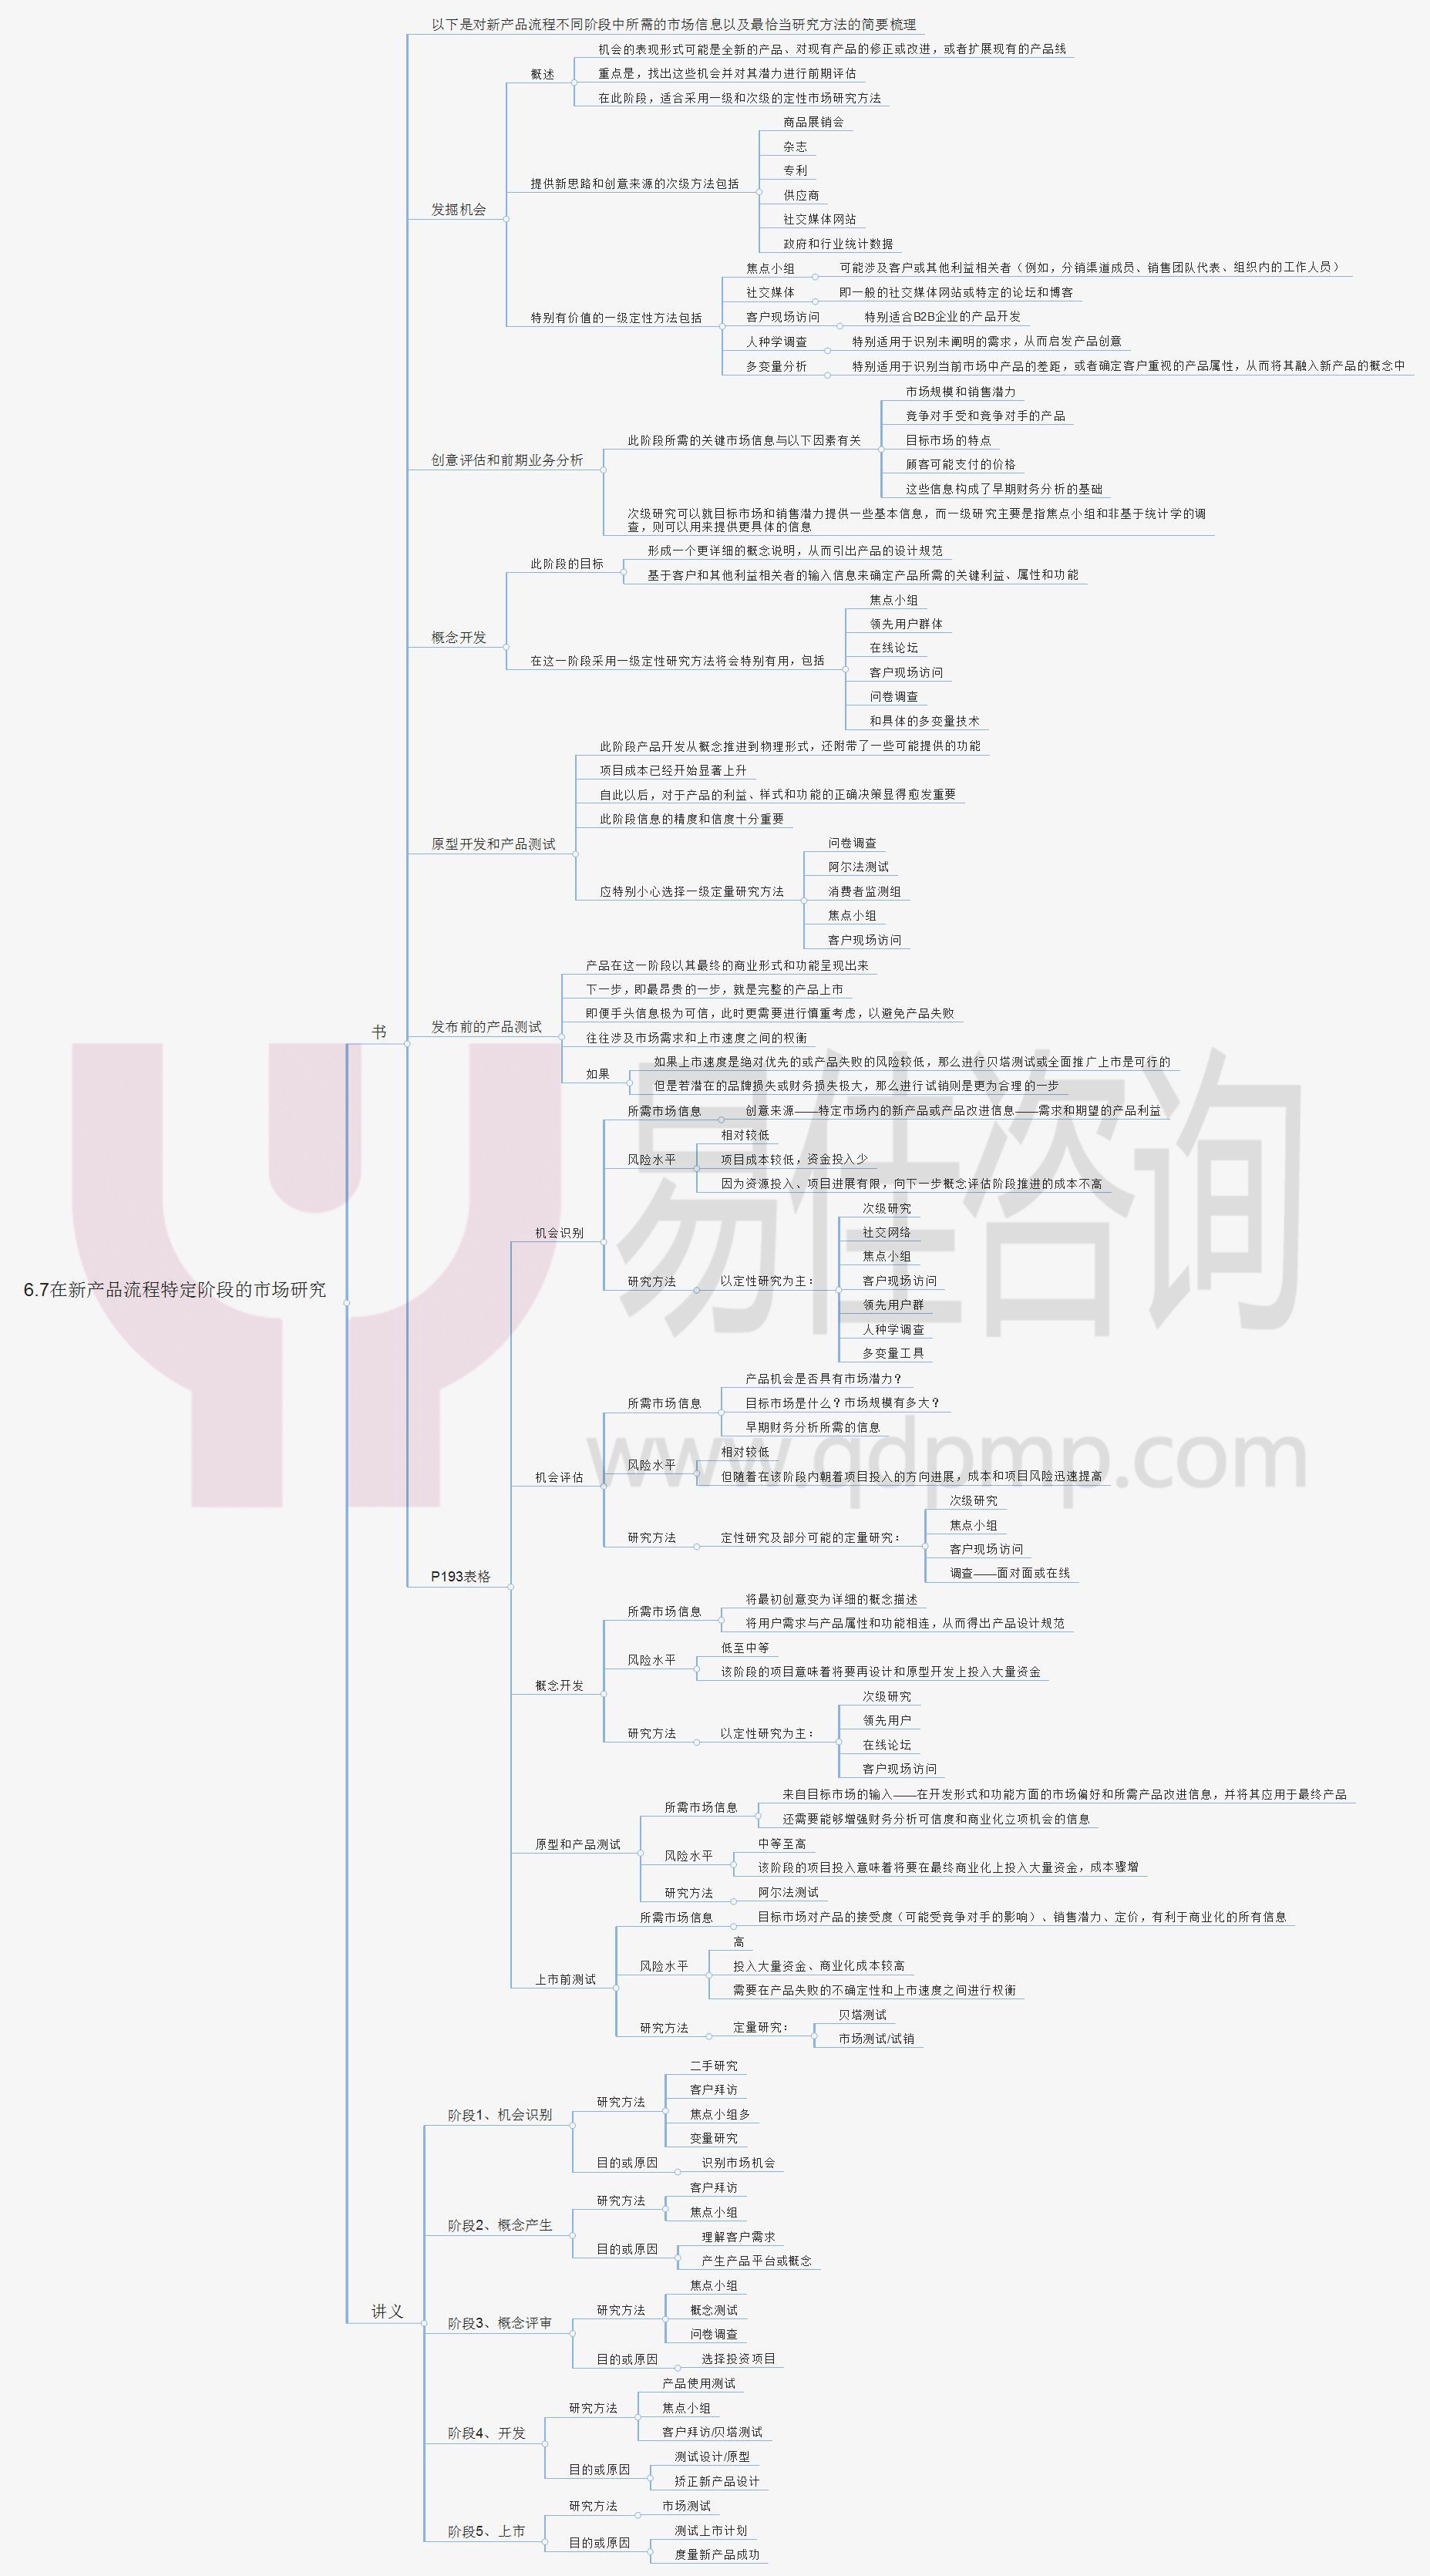 6.7在新产品流程特定阶段的市场研究
书
以下是对新产品流程不同阶段中所需的市场信息以及最恰当研究方法的简要梳理
发掘机会
概述
机会的表现形式可能是全新的产品、对现有产品的修正或改进，或者扩展现有的产品线
重点是，找出这些机会并对其潜力进行前期评估
在此阶段，适合采用一级和次级的定性市场研究方法
提供新思路和创意来源的次级方法包括
商品展销会
杂志
专利
供应商
社交媒体网站
政府和行业统计数据
特别有价值的一级定性方法包括
焦点小组
可能涉及客户或其他利益相关者（例如，分销渠道成员、销售团队代表、组织内的工作人员）
社交媒体
即一般的社交媒体网站或特定的论坛和博客
客户现场访问
特别适合B2B企业的产品开发
人种学调查
特别适用于识别未阐明的需求，从而启发产品创意
多变量分析
特别适用于识别当前市场中产品的差距，或者确定客户重视的产品属性，从而将其融入新产品的概念中
创意评估和前期业务分析
此阶段所需的关键市场信息与以下因素有关
市场规模和销售潜力
竞争对手受和竞争对手的产品
目标市场的特点
顾客可能支付的价格
这些信息构成了早期财务分析的基础
次级研究可以就目标市场和销售潜力提供一些基本信息，而一级研究主要是指焦点小组和非基于统计学的调
查，则可以用来提供更具体的信息
概念开发
此阶段的目标
形成一个更详细的概念说明，从而引出产品的设计规范
基于客户和其他利益相关者的输入信息来确定产品所需的关键利益、属性和功能
在这一阶段采用一级定性研究方法将会特别有用，包括
焦点小组
领先用户群体
在线论坛
客户现场访问
问卷调查
和具体的多变量技术
原型开发和产品测试
此阶段产品开发从概念推进到物理形式，还附带了一些可能提供的功能
项目成本已经开始显著上升
自此以后，对于产品的利益、样式和功能的正确决策显得愈发重要
此阶段信息的精度和信度十分重要
应特别小心选择一级定量研究方法
问卷调查
阿尔法测试
消费者监测组
焦点小组
客户现场访问
发布前的产品测试
产品在这一阶段以其最终的商业形式和功能呈现出来
下一步，即最昂贵的一步，就是完整的产品上市
即便手头信息极为可信，此时更需要进行慎重考虑，以避免产品失败
往往涉及市场需求和上市速度之间的权衡
如果
如果上市速度是绝对优先的或产品失败的风险较低，那么进行贝塔测试或全面推广上市是可行的
但是若潜在的品牌损失或财务损失极大，那么进行试销则是更为合理的一步
P193表格
机会识别
所需市场信息
创意来源——特定市场内的新产品或产品改进信息——需求和期望的产品利益
风险水平
相对较低
项目成本较低，资金投入少
因为资源投入、项目进展有限，向下一步概念评估阶段推进的成本不高
研究方法
以定性研究为主：
次级研究
社交网络
焦点小组
客户现场访问
领先用户群
人种学调查
多变量工具
机会评估
所需市场信息
产品机会是否具有市场潜力？
目标市场是什么？市场规模有多大？
早期财务分析所需的信息
风险水平
相对较低
但随着在该阶段内朝着项目投入的方向进展，成本和项目风险迅速提高
研究方法
定性研究及部分可能的定量研究：
次级研究
焦点小组
客户现场访问
调查——面对面或在线
概念开发
所需市场信息
将最初创意变为详细的概念描述
将用户需求与产品属性和功能相连，从而得出产品设计规范
风险水平
低至中等
该阶段的项目意味着将要再设计和原型开发上投入大量资金
研究方法
以定性研究为主：
次级研究
领先用户
在线论坛
客户现场访问
原型和产品测试
所需市场信息
来自目标市场的输入——在开发形式和功能方面的市场偏好和所需产品改进信息，并将其应用于最终产品
还需要能够增强财务分析可信度和商业化立项机会的信息
风险水平
中等至高
该阶段的项目投入意味着将要在最终商业化上投入大量资金，成本骤增
研究方法
阿尔法测试
上市前测试
所需市场信息
目标市场对产品的接受度（可能受竞争对手的影响）、销售潜力、定价，有利于商业化的所有信息
风险水平
高
投入大量资金、商业化成本较高
需要在产品失败的不确定性和上市速度之间进行权衡
研究方法
定量研究：
贝塔测试
市场测试/试销
讲义
阶段1、机会识别
研究方法
二手研究
客户拜访
焦点小组多
变量研究
目的或原因
识别市场机会
阶段2、概念产生
研究方法
客户拜访
焦点小组
目的或原因
理解客户需求
产生产品平台或概念
阶段3、概念评审
研究方法
焦点小组
概念测试
问卷调查
目的或原因
选择投资项目
阶段4、开发
研究方法
产品使用测试
焦点小组
客户拜访/贝塔测试
目的或原因
测试设计/原型
矫正新产品设计
阶段5、上市
研究方法
市场测试
目的或原因
测试上市计划
度量新产品成功
易仕咨询
www.qdpmp.com